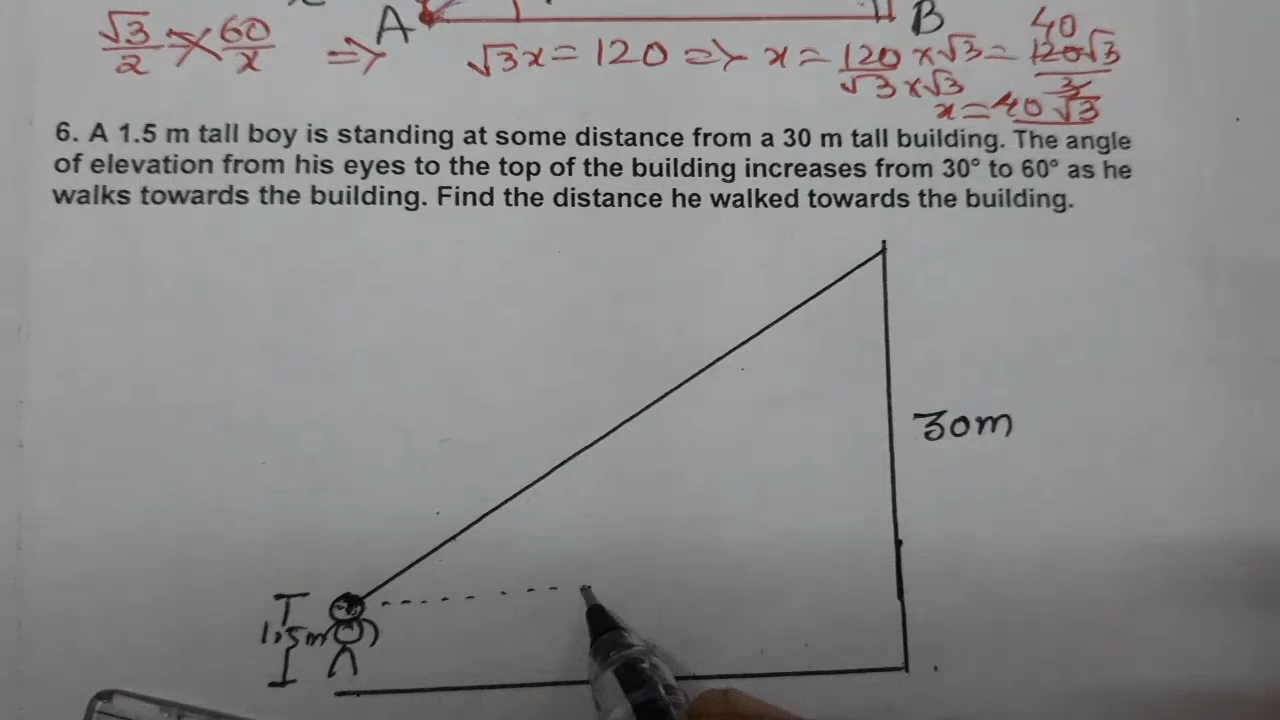 √3/2 × 60/x ⇒ A √3x = 120 ⇒ x = 120 × √3/√3 × √3 = 120√3/3 B
40
x = 40√3
6. A 1.5 m tall boy is standing at some distance from a 30 m tall building. The angle
of elevation from his eyes to the top of the building increases from 30° to 60° as he
walks towards the building. Find the distance he walked towards the building.
30m
1.5m